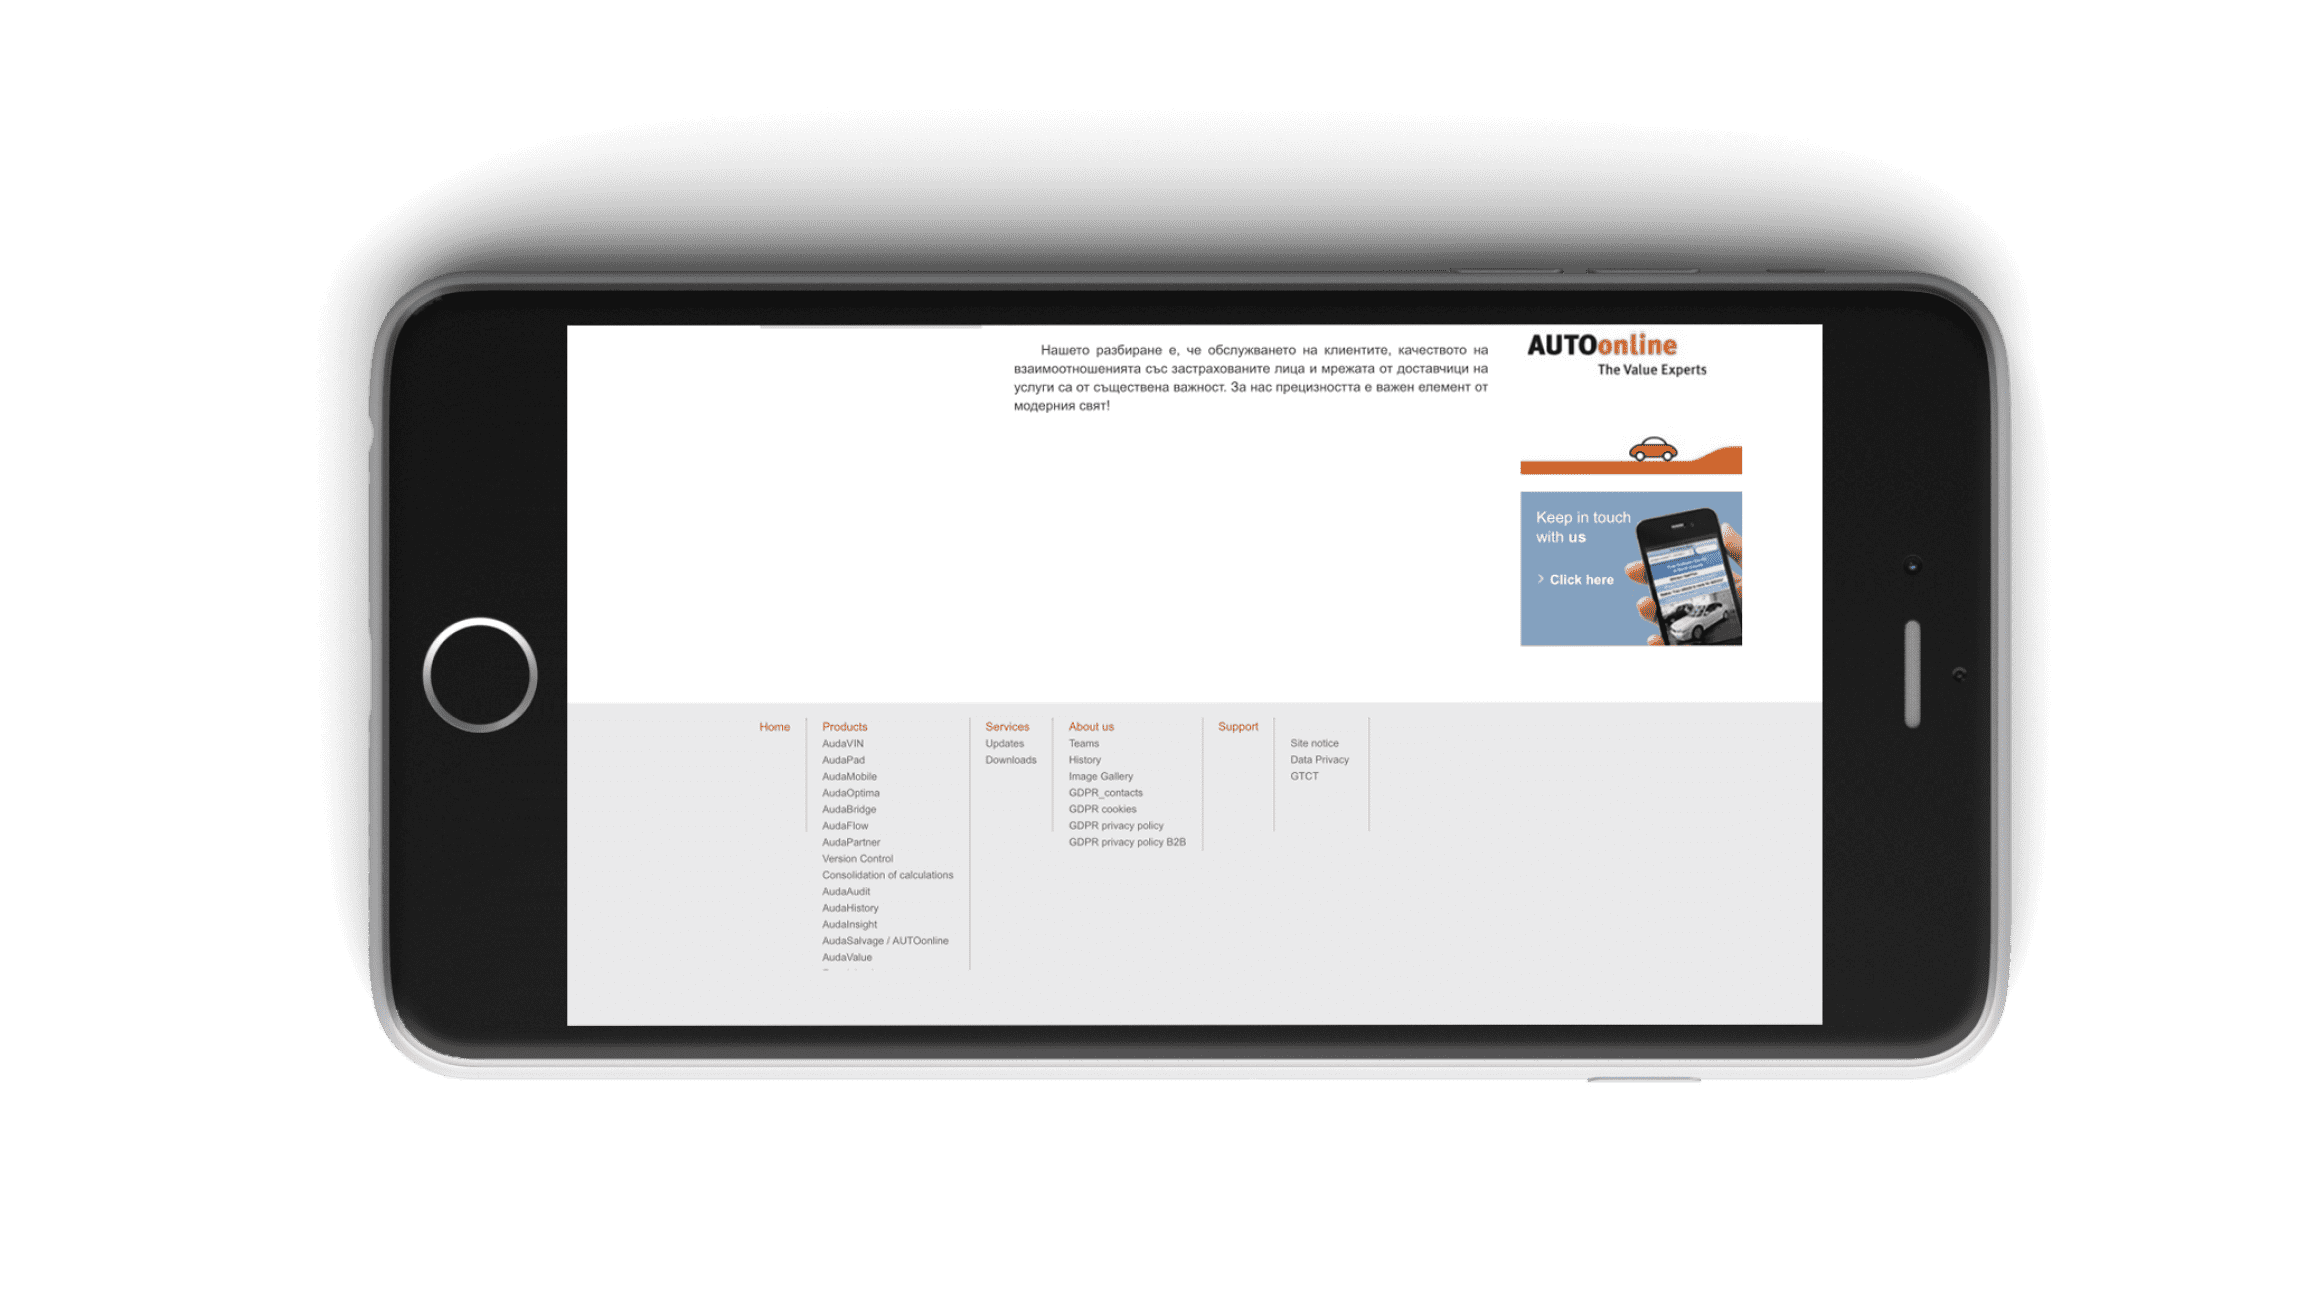 Нашето разбиране е, че обслужването на клиентите, качеството на
взаимоотношенията със застрахованите лица и мрежата от доставчици на
услуги са от съществена важност. За нас прецизността е важен елемент от
модерния свят!
AUTOonline
The Value Experts
Keep in touch
with us
> Click here
Home
Products
AudaVIN
AudaPad
AudaMobile
AudaOptima
AudaBridge
AudaFlow
AudaPartner
Version Control
Consolidation of calculations
AudaAudit
AudaHistory
AudaInsight
AudaSalvage / AUTOonline
AudaValue
Services
Updates
Downloads
About us
Teams
History
Image Gallery
GDPR_contacts
GDPR cookies
GDPR privacy policy
GDPR privacy policy B2B
Support
Site notice
Data Privacy
GTCT